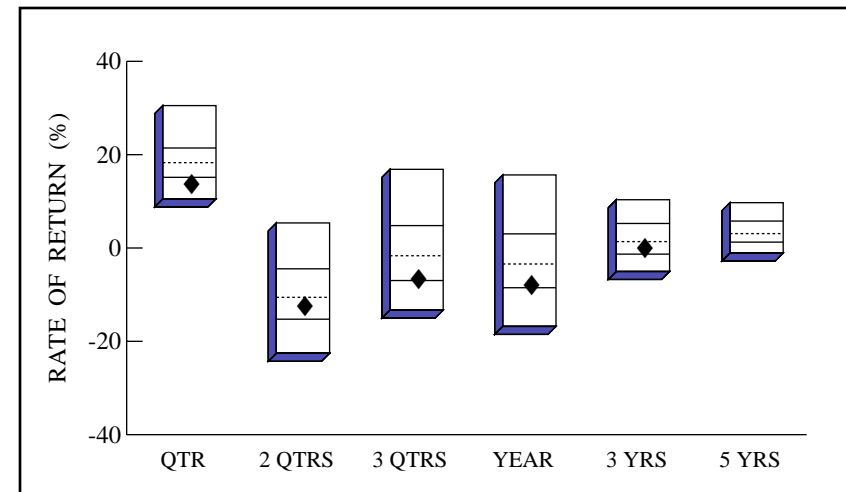 RATE OF RETURN (%)
40
20
0
-20
-40
QTR 2 QTRS 3 QTRS YEAR 3 YRS 5 YRS